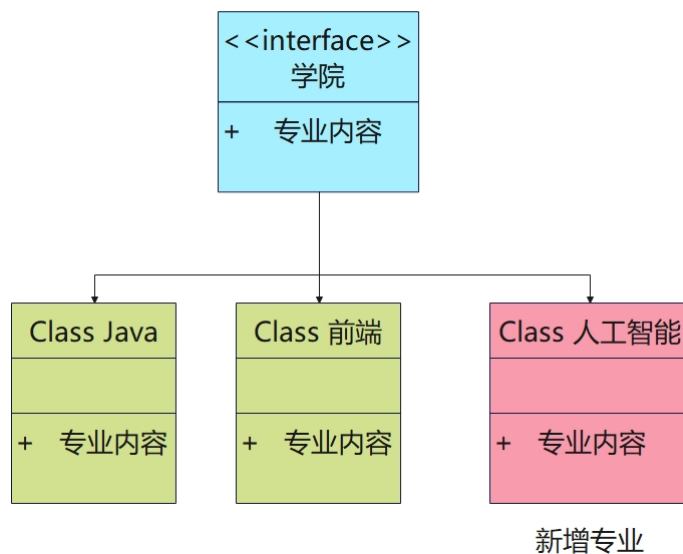 <<interface>>
学院
+ 专业内容
Class Java
+ 专业内容
Class 前端
+ 专业内容
Class 人工智能
+ 专业内容
新增专业